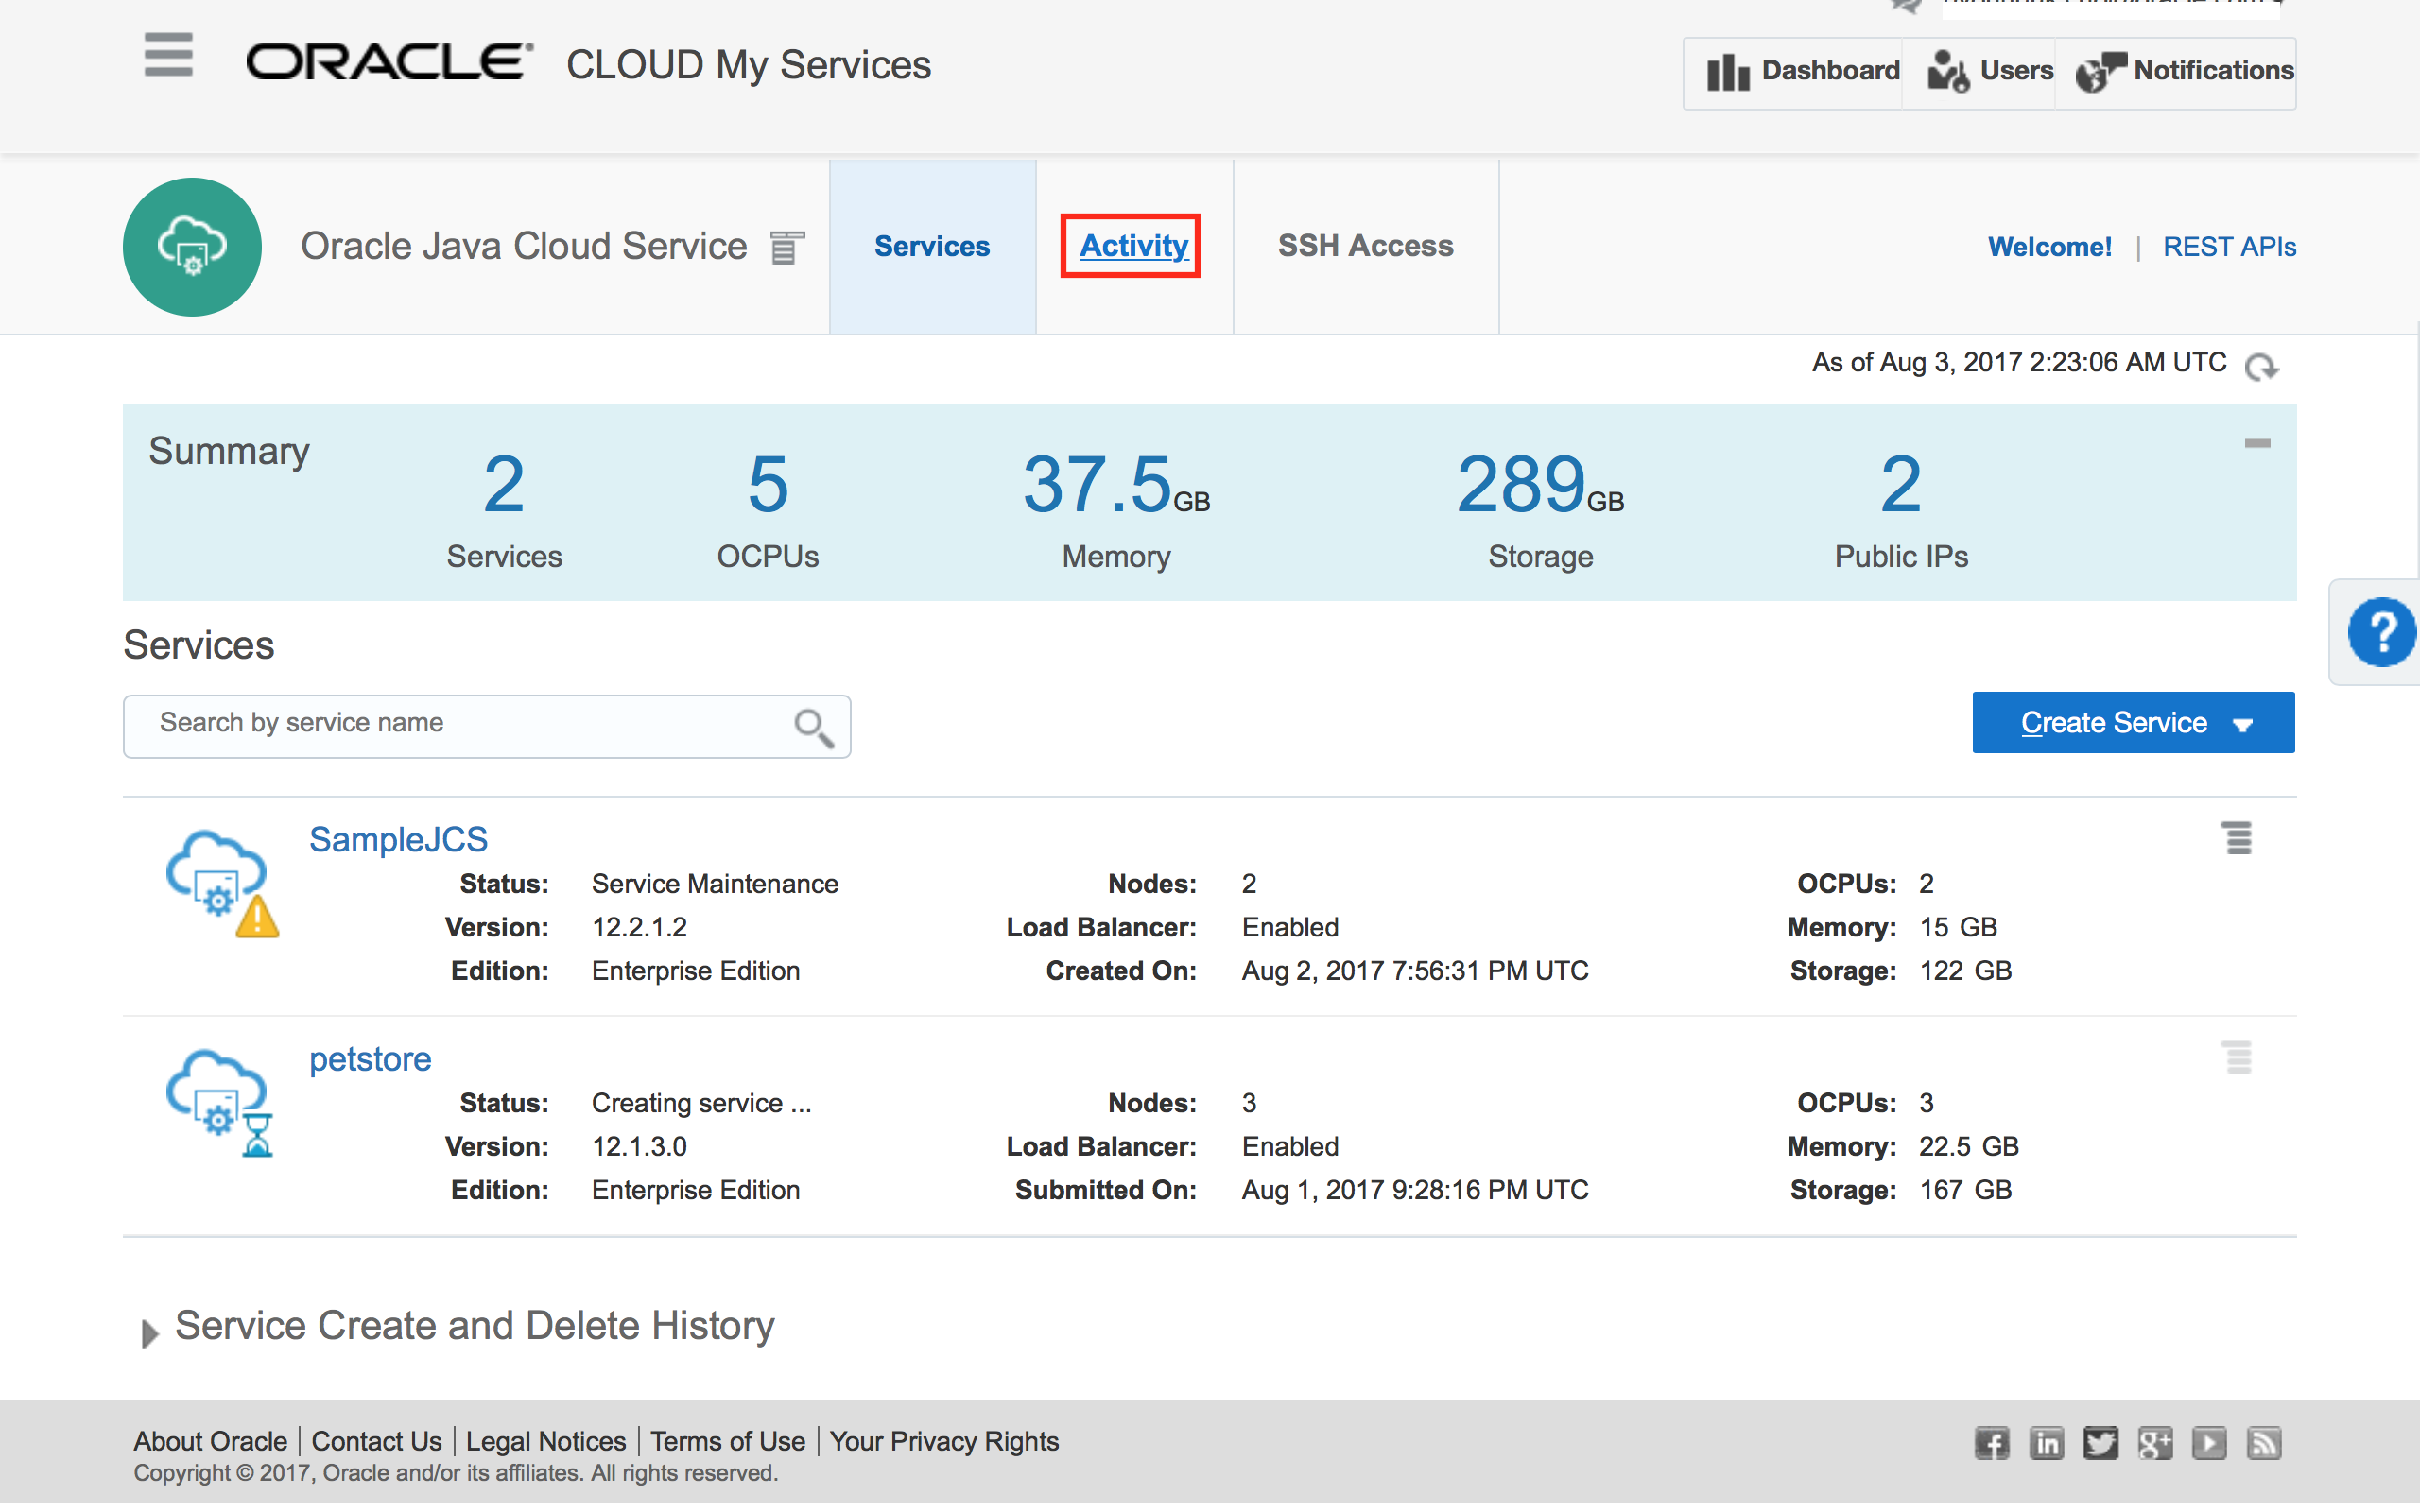 ORACLE® CLOUD My Services
Dashboard Users Notifications
Oracle Java Cloud Service Services Activity SSH Access Welcome! | REST APIs
As of Aug 3, 2017 2:23:06 AM UTC
Summary
2 5 37.5 GB 289 GB 2
Services OCPUs Memory Storage Public IPs
?
Services
Search by service name Create Service
SampleJCS
Status: Service Maintenance Nodes: 2 OCPUs: 2
Version: 12.2.1.2 Load Balancer: Enabled Memory: 15 GB
Edition: Enterprise Edition Created On: Aug 2, 2017 7:56:31 PM UTC Storage: 122 GB
petstore
Status: Creating service ... Nodes: 3 OCPUs: 3
Version: 12.1.3.0 Load Balancer: Enabled Memory: 22.5 GB
Edition: Enterprise Edition Submitted On: Aug 1, 2017 9:28:16 PM UTC Storage: 167 GB
Service Create and Delete History
About Oracle | Contact Us | Legal Notices | Terms of Use | Your Privacy Rights
Copyright © 2017, Oracle and/or its affiliates. All rights reserved.